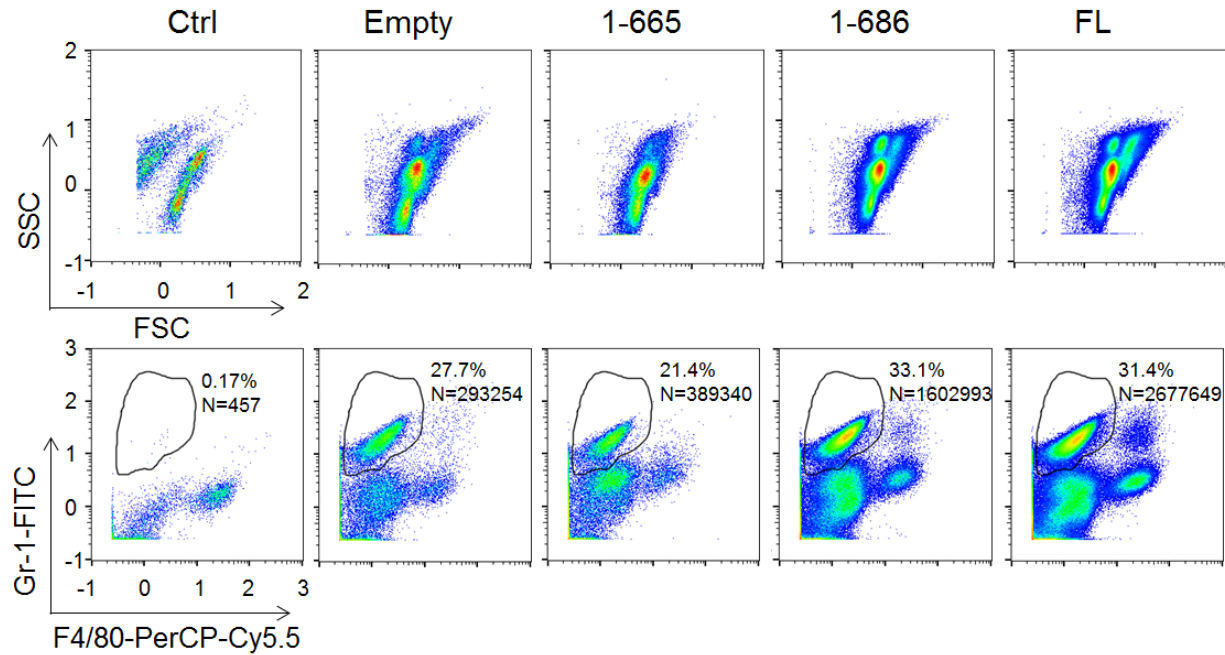 Ctrl Empty 1-665 1-686 FL
2
1
0
-1
SSC
-1 0 1 2
FSC
3
2
1
0
-1
Gr-1-FITC
0.17%
N=457
27.7%
N=293254
21.4%
N=389340
33.1%
N=1602993
31.4%
N=2677649
-1 0 1 2 3
F4/80-PerCP-Cy5.5